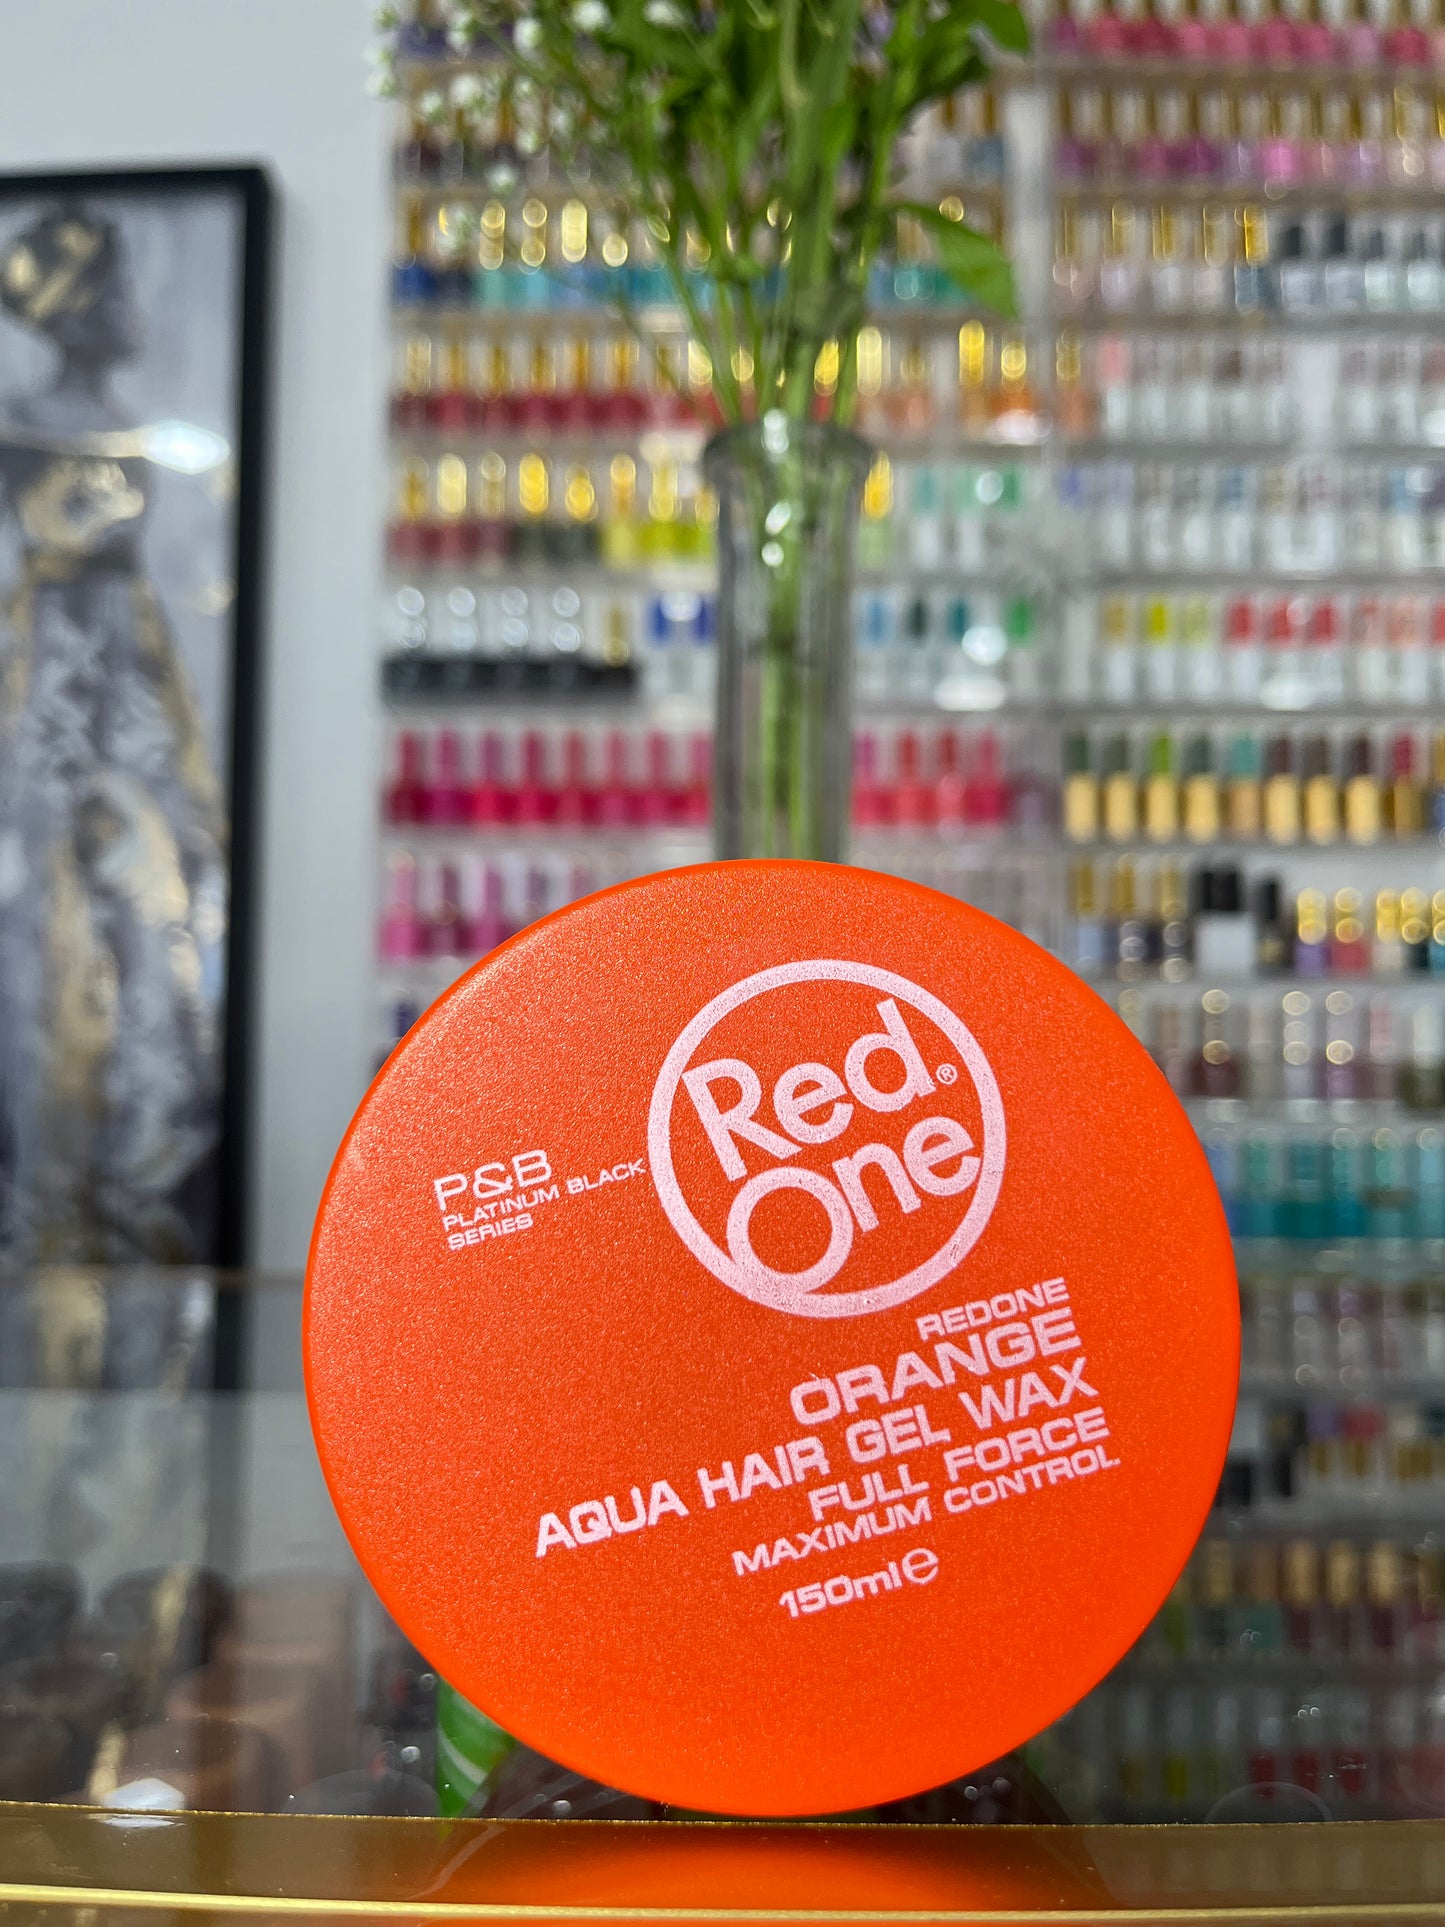 Red
One®
P&B
PLATINUM BLACK
SERIES
REDONE
ORANGE
AQUA HAIR GEL WAX
FULL FORCE
MAXIMUM CONTROL
150ml℮